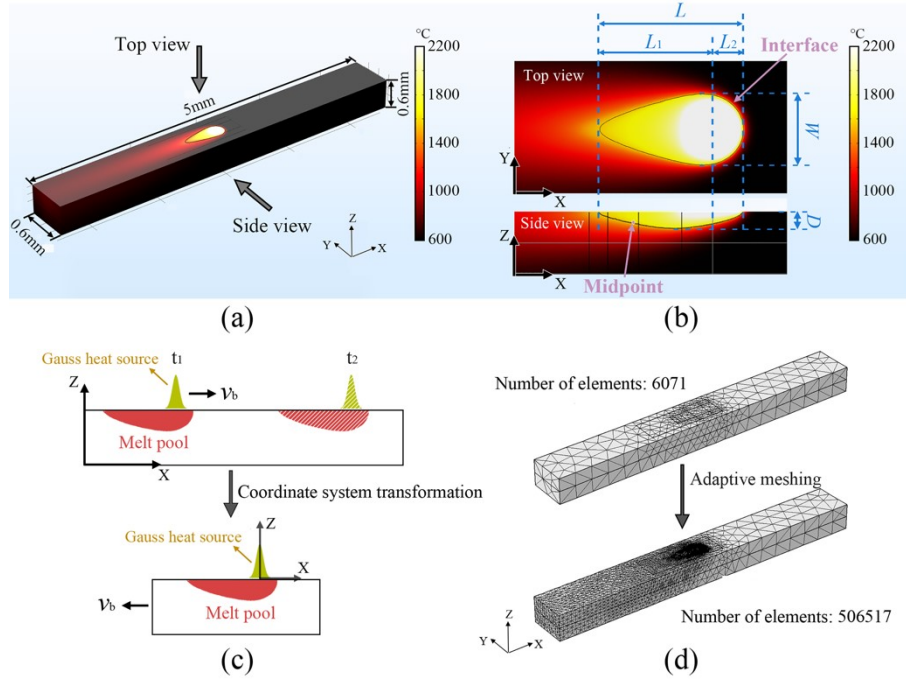 Top view
5mm
0.6mm
Side view
0.6mm
Z
Y
X
°C
2200
1800
1400
1000
600
(a)
L
L1
L2
Interface
Top view
W
Y
X
Side view
D
Z
X
Midpoint
°C
2200
1800
1400
1000
600
(b)
Gauss heat source
t1
t2
Z
vb
Melt pool
X
Coordinate system transformation
Gauss heat source
Z
X
vb
Melt pool
(c)
Number of elements: 6071
Adaptive meshing
Number of elements: 506517
Z
Y
X
(d)